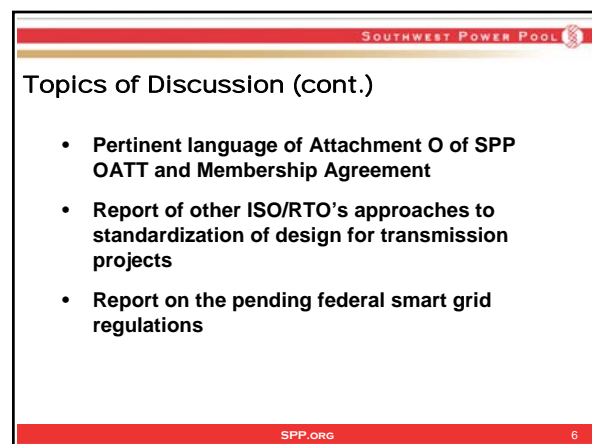 SOUTHWEST POWER POOL
Topics of Discussion (cont.)
• Pertinent language of Attachment O of SPP
OATT and Membership Agreement
• Report of other ISO/RTO's approaches to
standardization of design for transmission
projects
• Report on the pending federal smart grid
regulations
SPP.ORG 6